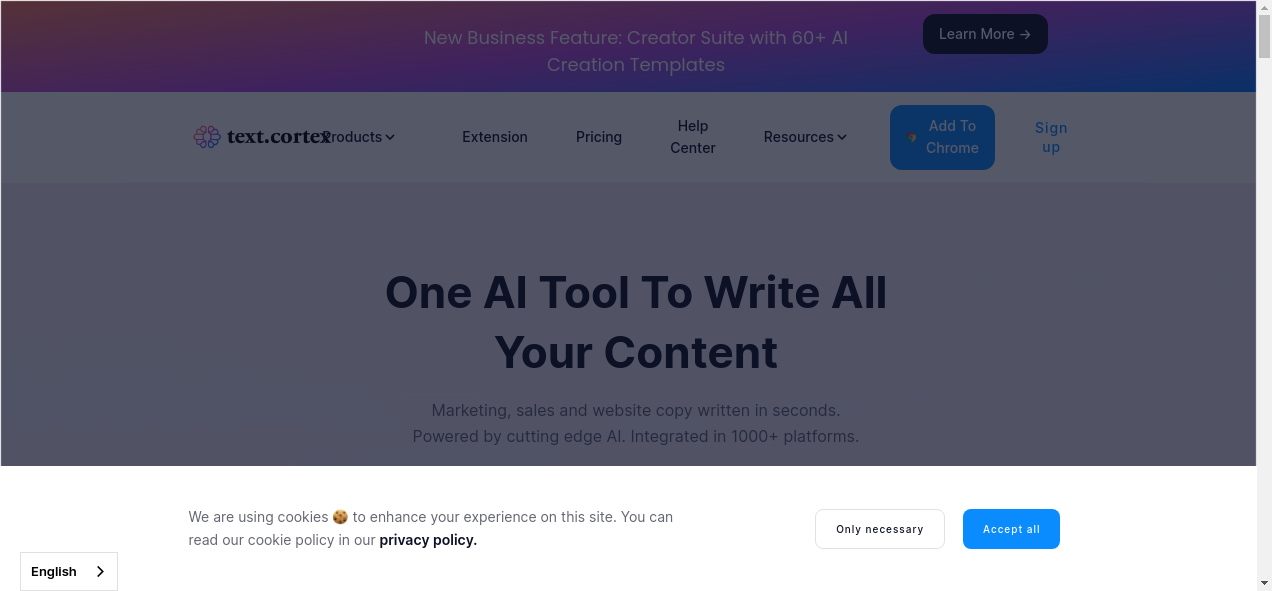 New Business Feature: Creator Suite with 60+ AI
Creation Templates
Learn More →
text.cortex
Products
Extension
Pricing
Help
Center
Resources
Add To
Chrome
Sign
up
One AI Tool To Write All
Your Content
Marketing, sales and website copy written in seconds.
Powered by cutting edge AI. Integrated in 1000+ platforms.
We are using cookies 🍪 to enhance your experience on this site. You can
read our cookie policy in our privacy policy.
Only necessary
Accept all
English